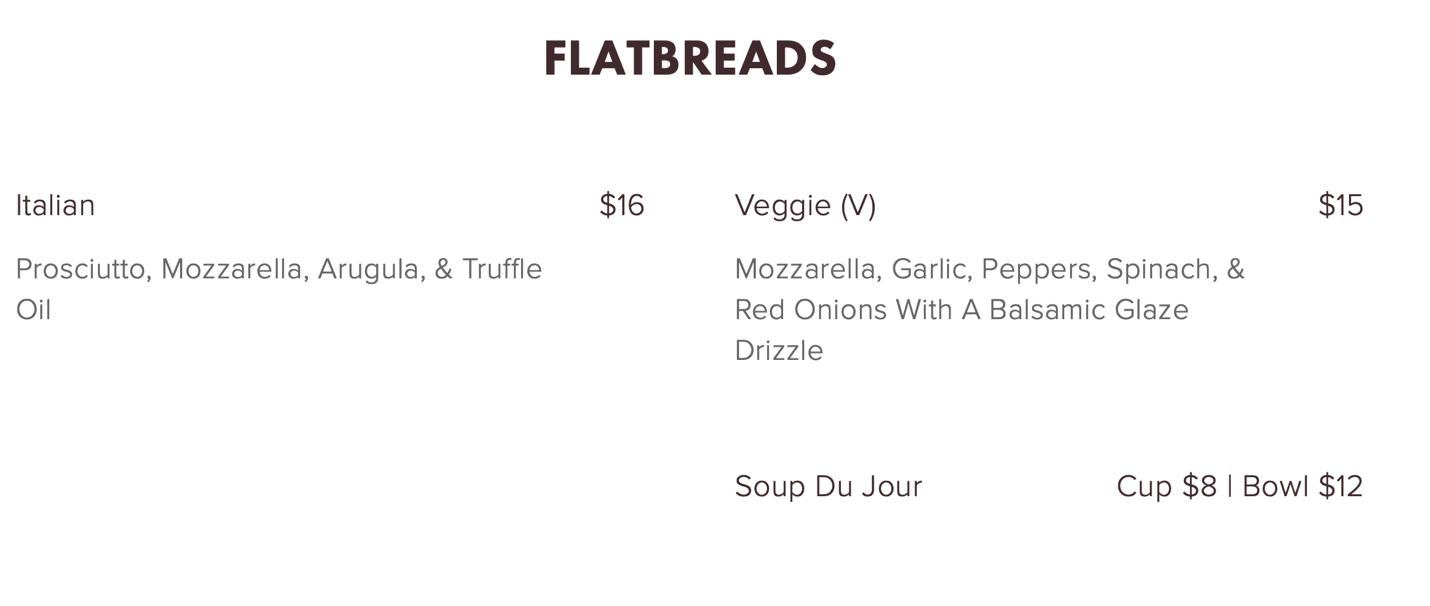 FLATBREADS
Italian $16
Prosciutto, Mozzarella, Arugula, & Truffle
Oil
Veggie (V) $15
Mozzarella, Garlic, Peppers, Spinach, &
Red Onions With A Balsamic Glaze
Drizzle
Soup Du Jour Cup $8 | Bowl $12